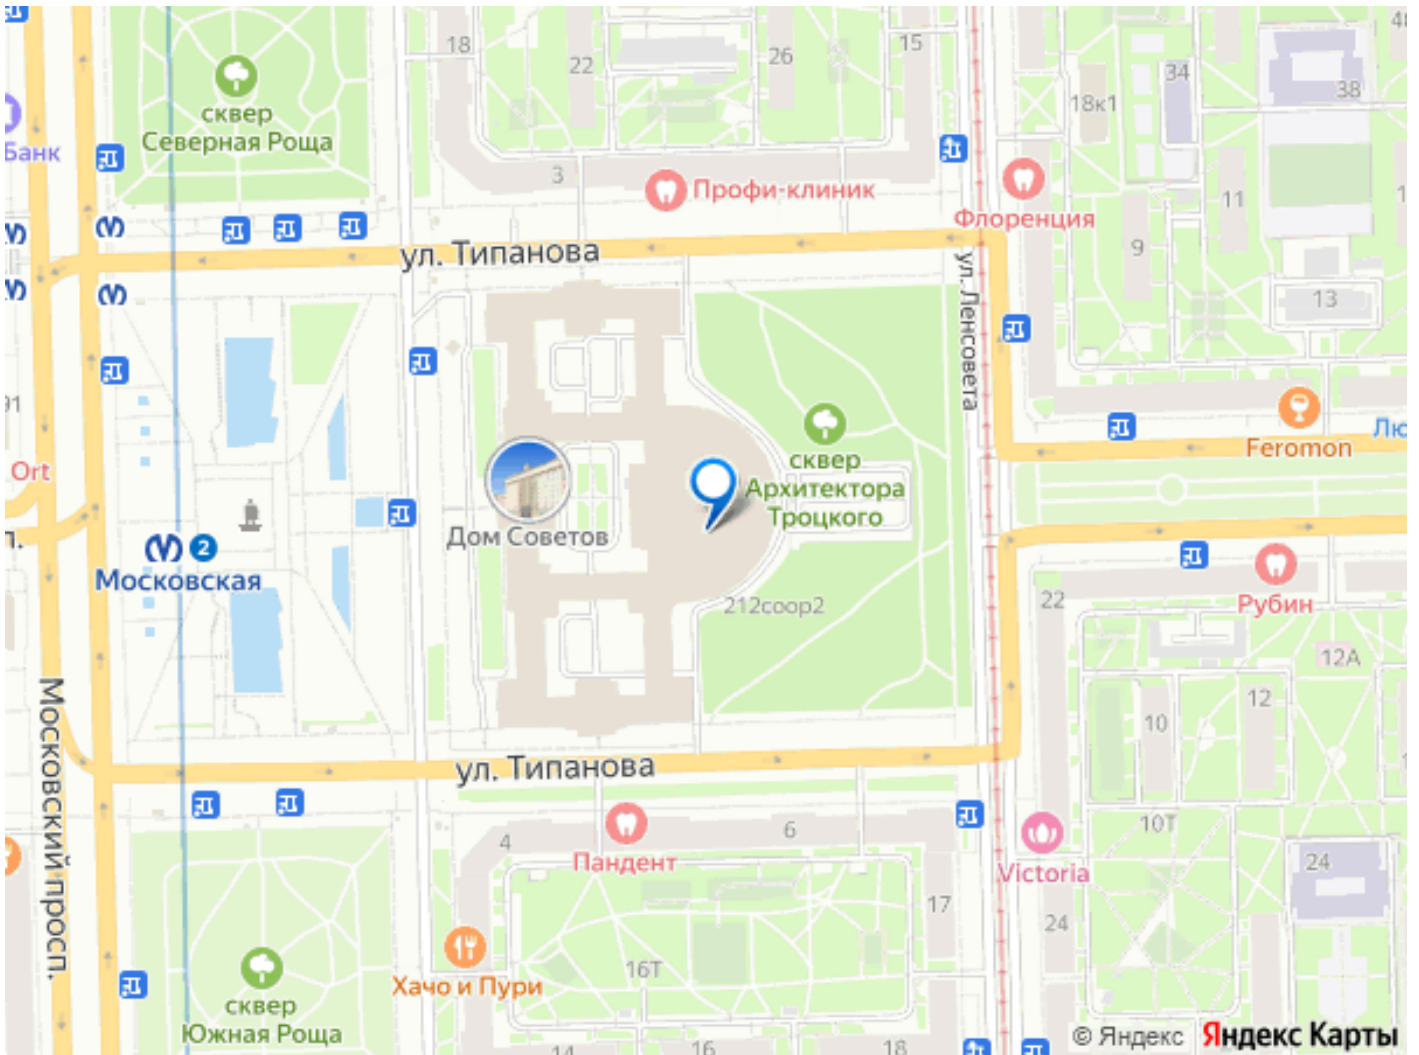 18
22
26
15
34
38
18к1
сквер
Северная Роща
Банк
3
Профи-клиник
Флоренция
11
9
ул. Типанова
ул. Ленсовета
13
91
Ort
Feromon
сквер
Архитектора
Троцкого
Дом Советов
2
Московская
212соор2
22
Рубин
12А
12
10
Московский просп.
ул. Типанова
4
6
Пандент
10Т
Victoria
24
17
24
Хачо и Пури
16Т
сквер
Южная Роща
14
16
18
© Яндекс
Яндекс Карты